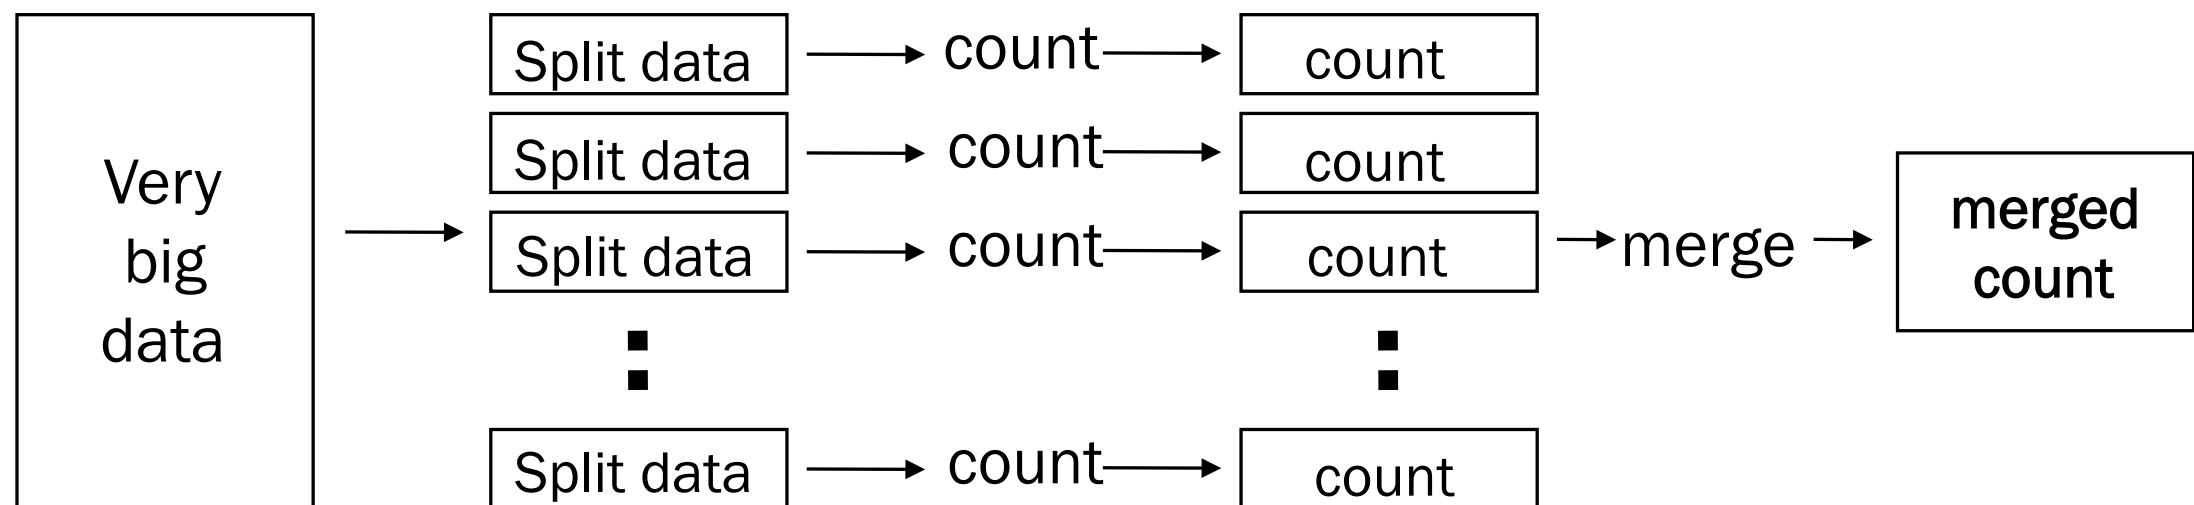 Very
big
data
Split data count count
Split data count count
Split data count count
Split data count count
merge
merged
count